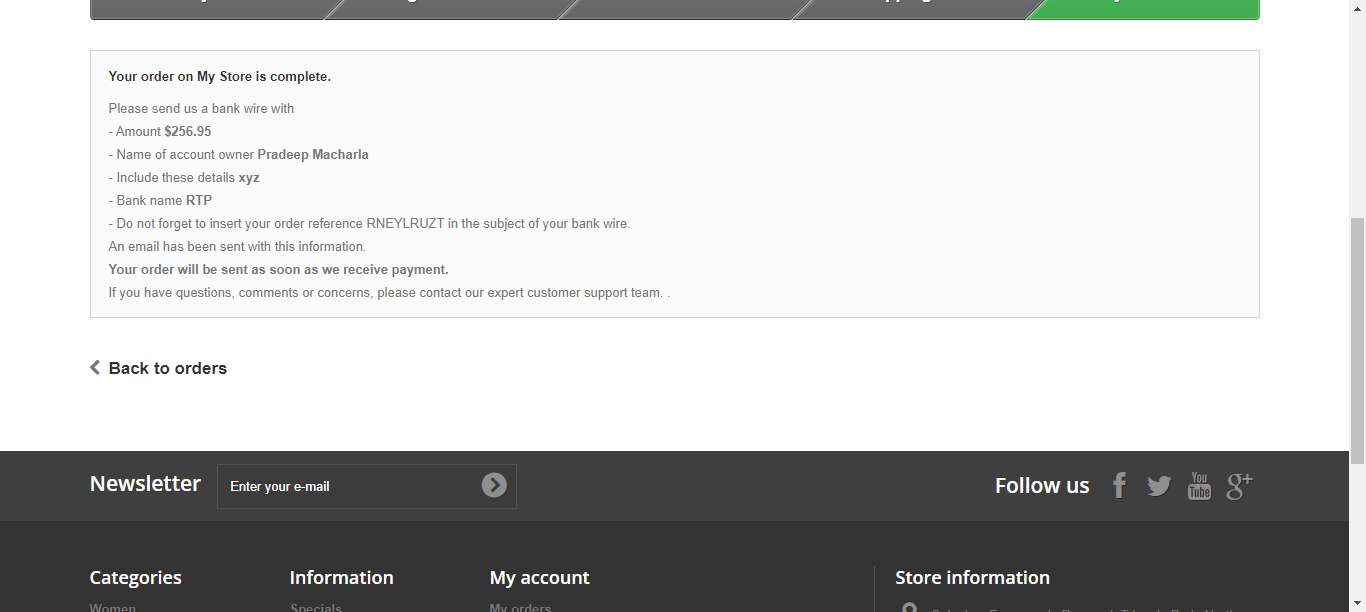 Your order on My Store is complete.
Please send us a bank wire with
- Amount $256.95
- Name of account owner Pradeep Macharla
- Include these details xyz
- Bank name RTP
- Do not forget to insert your order reference RNEYLRUZT in the subject of your bank wire.
An email has been sent with this information.
Your order will be sent as soon as we receive payment.
If you have questions, comments or concerns, please contact our expert customer support team. .
Back to orders
Newsletter
Enter your e-mail
Follow us
You Tube
g+
Categories
Information
My account
Store information
Women
Specials
My orders